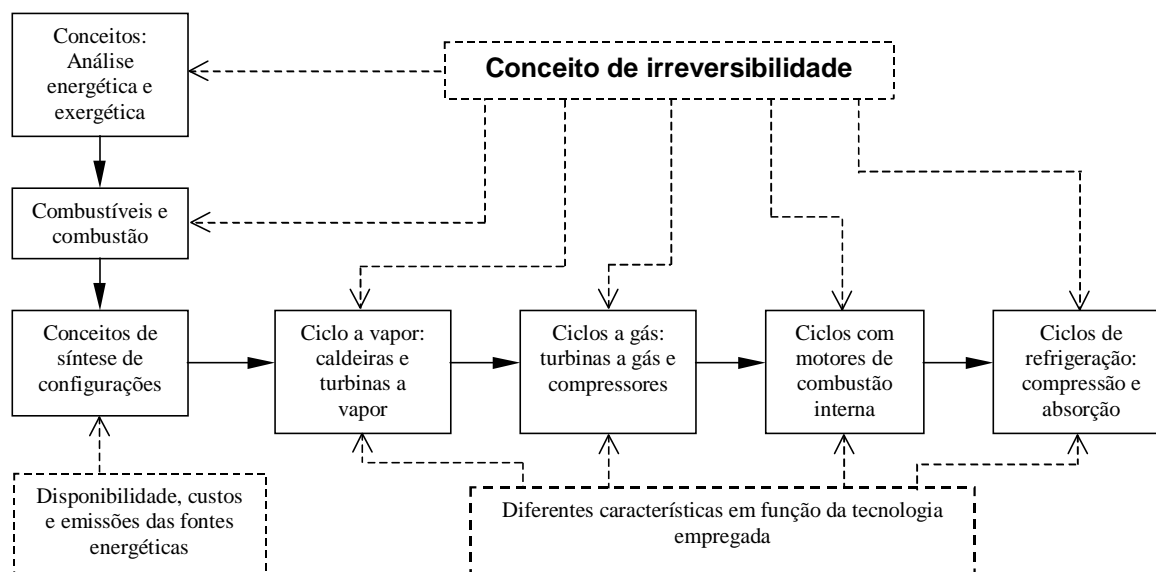 Conceitos:
Análise
energética e
exergética
Conceito de irreversibilidade
Combustíveis e
combustão
Conceitos de
síntese de
configurações
Ciclo a vapor:
caldeiras e
turbinas a
vapor
Ciclos a gás:
turbinas a gás e
compressores
Ciclos com
motores de
combustão
interna
Ciclos de
refrigeração:
compressão e
absorção
Disponibilidade, custos
e emissões das fontes
energéticas
Diferentes características em função da tecnologia
empregada